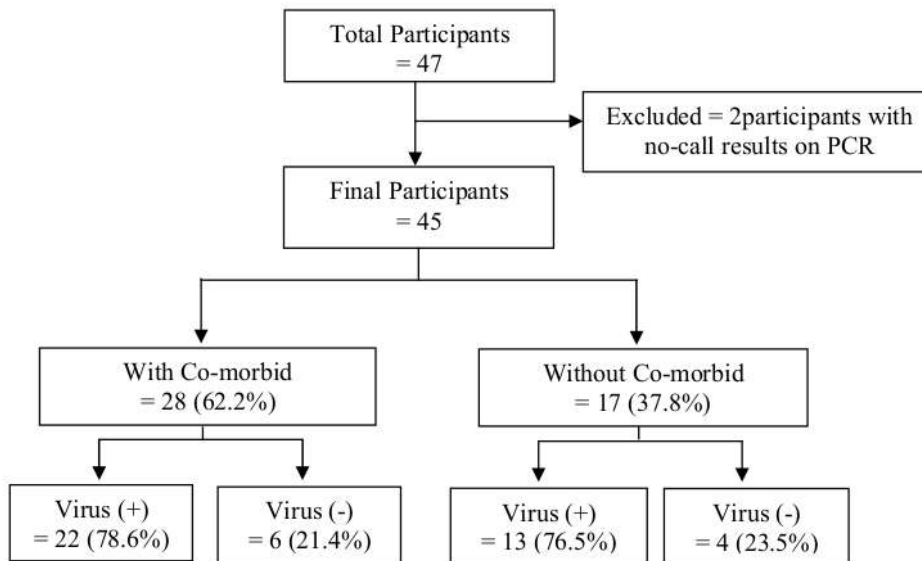 Total Participants
= 47
Excluded = 2participants with
no-call results on PCR
Final Participants
= 45
With Co-morbid
= 28 (62.2%)
Without Co-morbid
= 17 (37.8%)
Virus (+)
= 22 (78.6%)
Virus (-)
= 6 (21.4%)
Virus (+)
= 13 (76.5%)
Virus (-)
= 4 (23.5%)